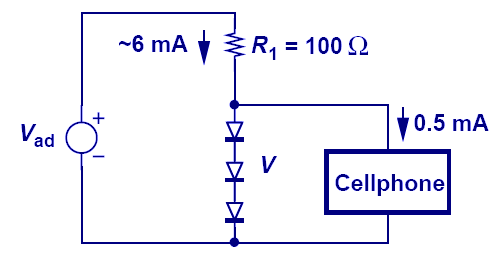 ~6 mA
R1 = 100 Ω
Vad
+
−
0.5 mA
V
Cellphone